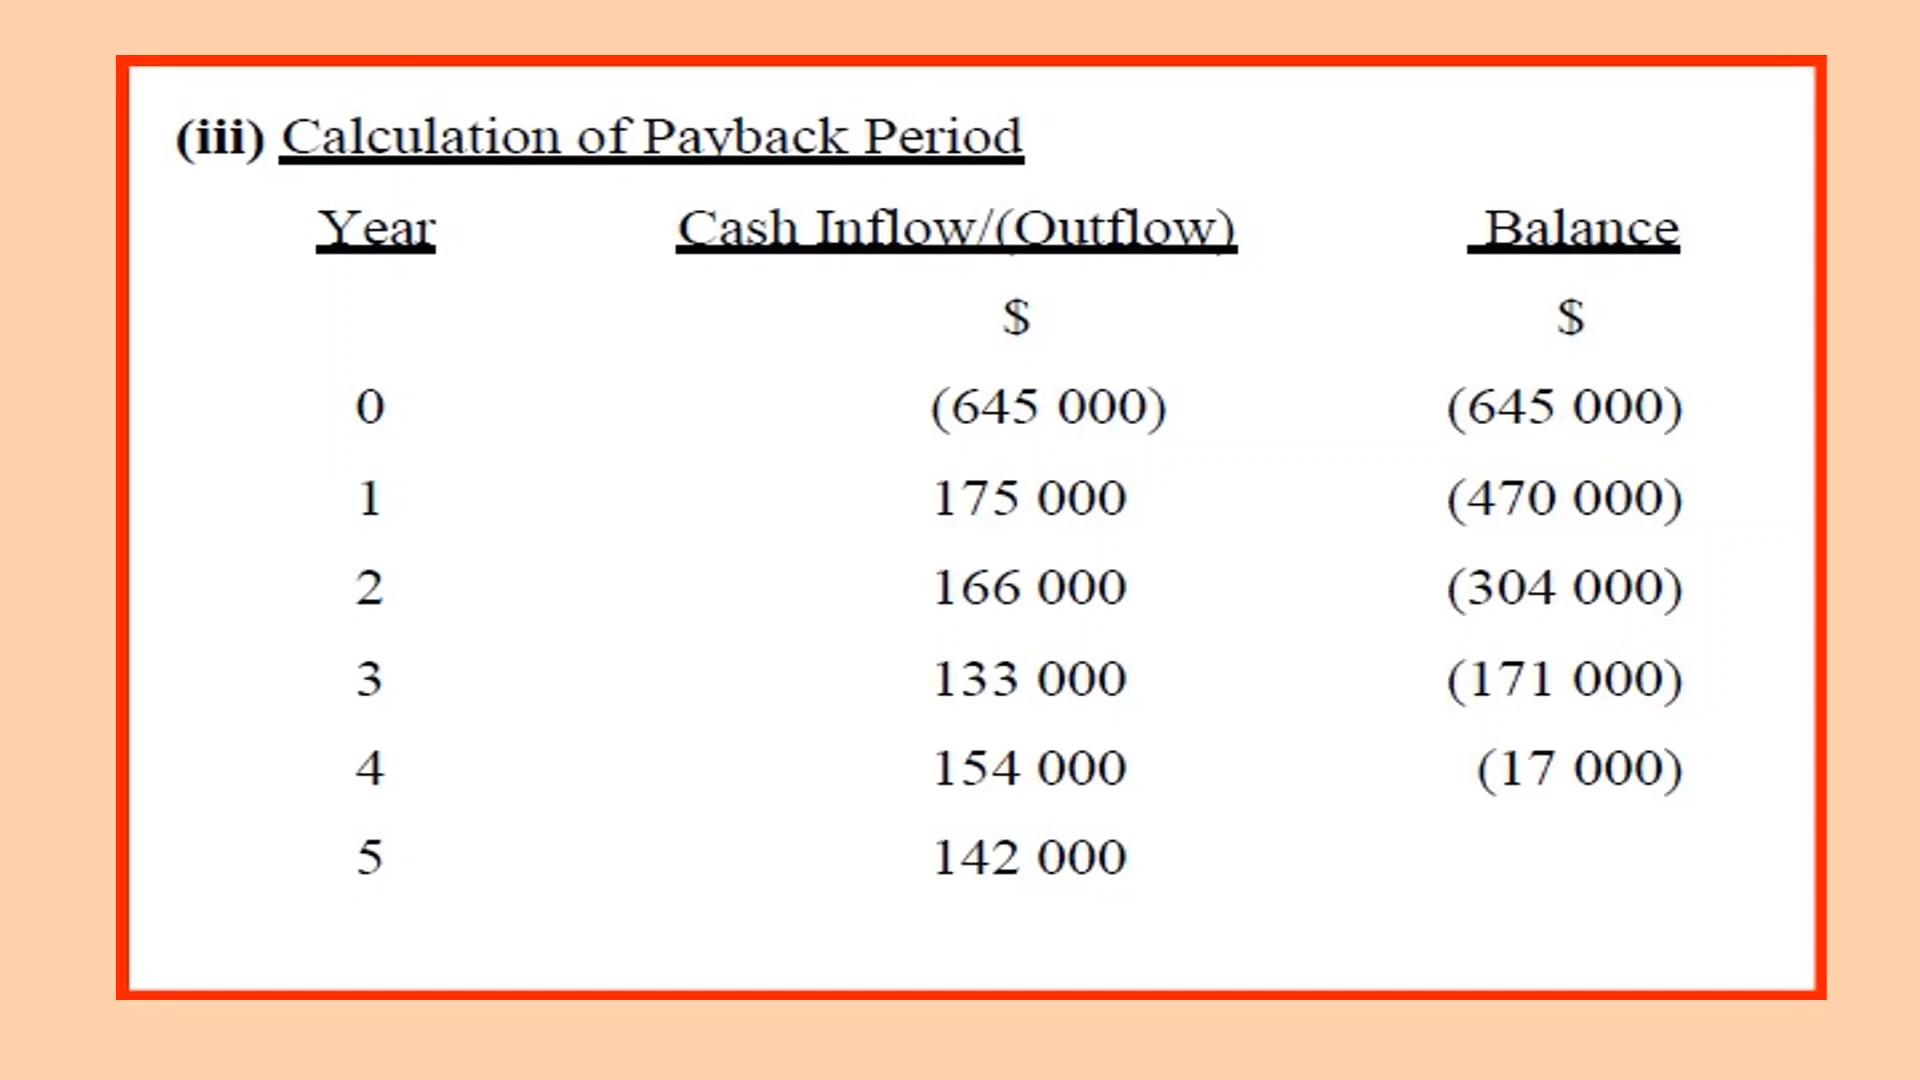 (iii) Calculation of Payback Period
Year Cash Inflow/(Outflow) Balance
$ $
0 (645 000) (645 000)
1 175 000 (470 000)
2 166 000 (304 000)
3 133 000 (171 000)
4 154 000 (17 000)
5 142 000